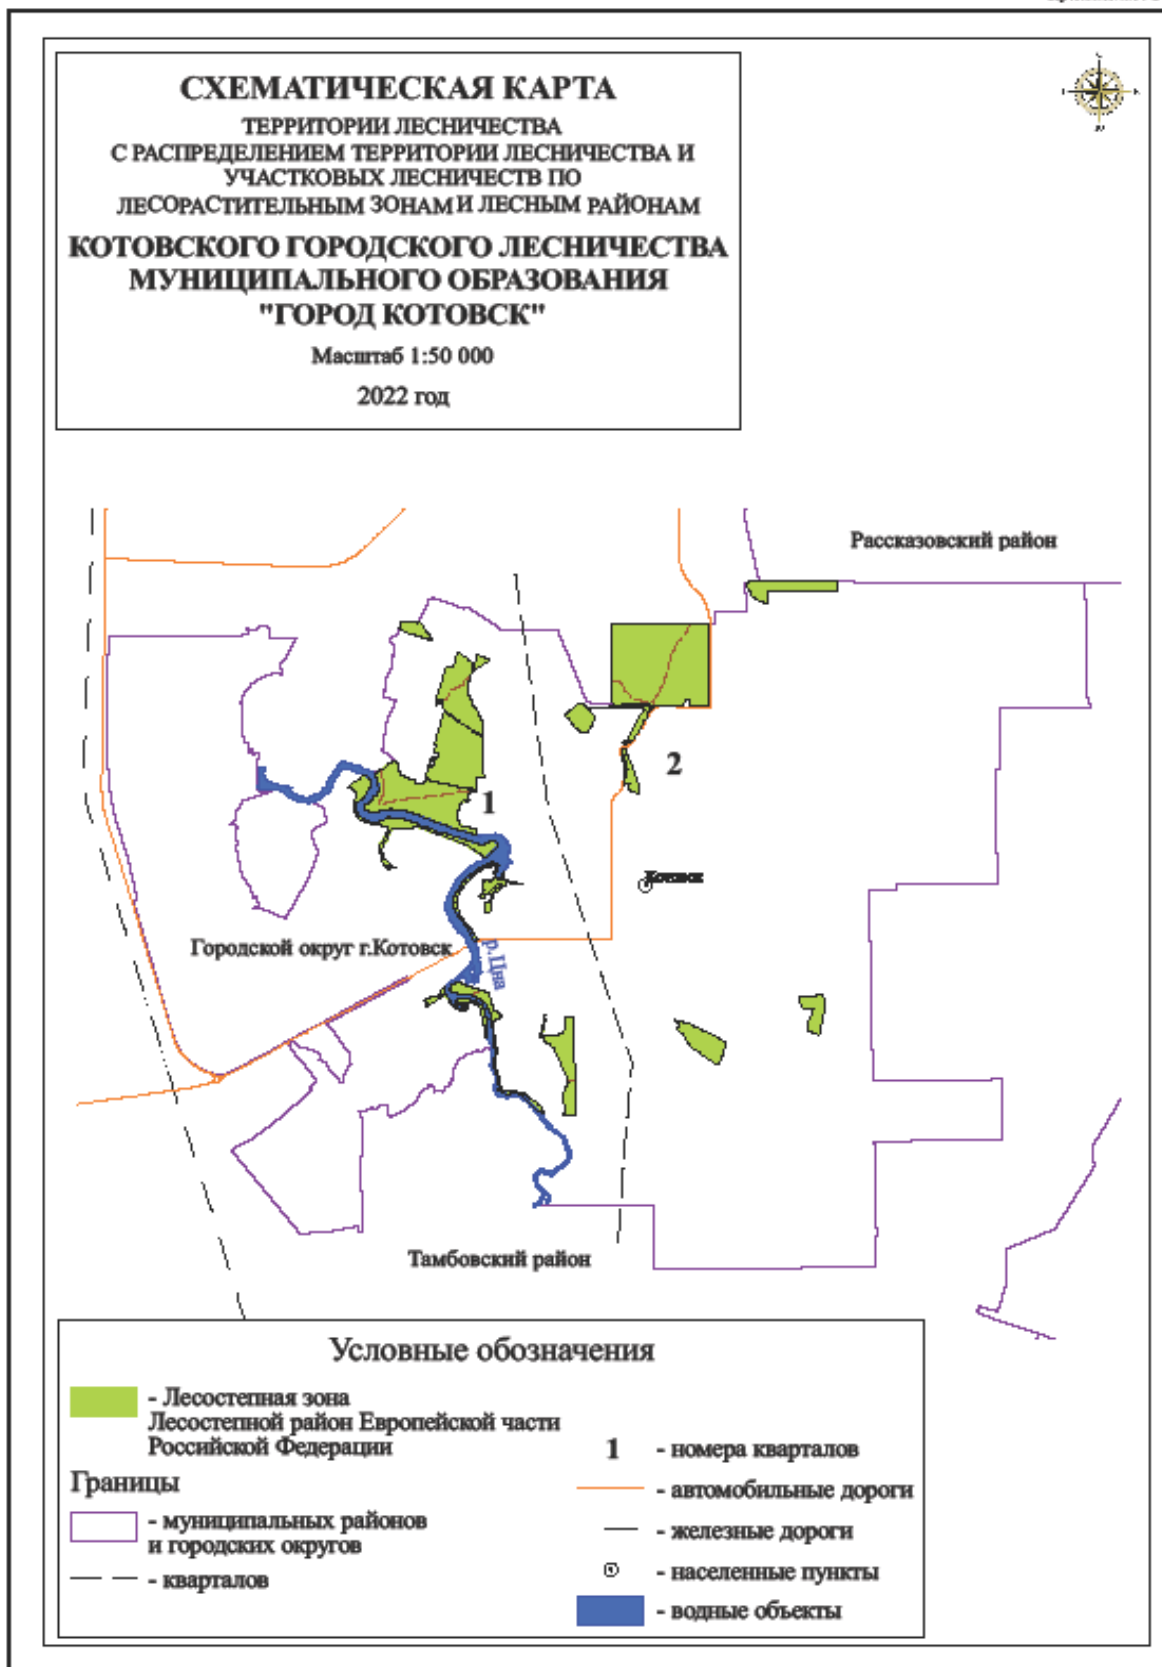 СХЕМАТИЧЕСКАЯ КАРТА
ТЕРРИТОРИИ ЛЕСНИЧЕСТВА
С РАСПРЕДЕЛЕНИЕМ ТЕРРИТОРИИ ЛЕСНИЧЕСТВА И
УЧАСТКОВЫХ ЛЕСНИЧЕСТВ ПО
ЛЕСОРАСТИТЕЛЬНЫМ ЗОНАМ И ЛЕСНЫМ РАЙОНАМ
КОТОВСКОГО ГОРОДСКОГО ЛЕСНИЧЕСТВА
МУНИЦИПАЛЬНОГО ОБРАЗОВАНИЯ
"ГОРОД КОТОВСК"
Масштаб 1:50 000
2022 год
Рассказовский район
2
1
Котовск
Городской округ г.Котовск
р.Цна
Тамбовский район
Условные обозначения
- Лесостепная зона
Лесостепной район Европейской части
Российской Федерации
Границы
- муниципальных районов
и городских округов
- кварталов
1 - номера кварталов
- автомобильные дороги
- железные дороги
- населенные пункты
- водные объекты